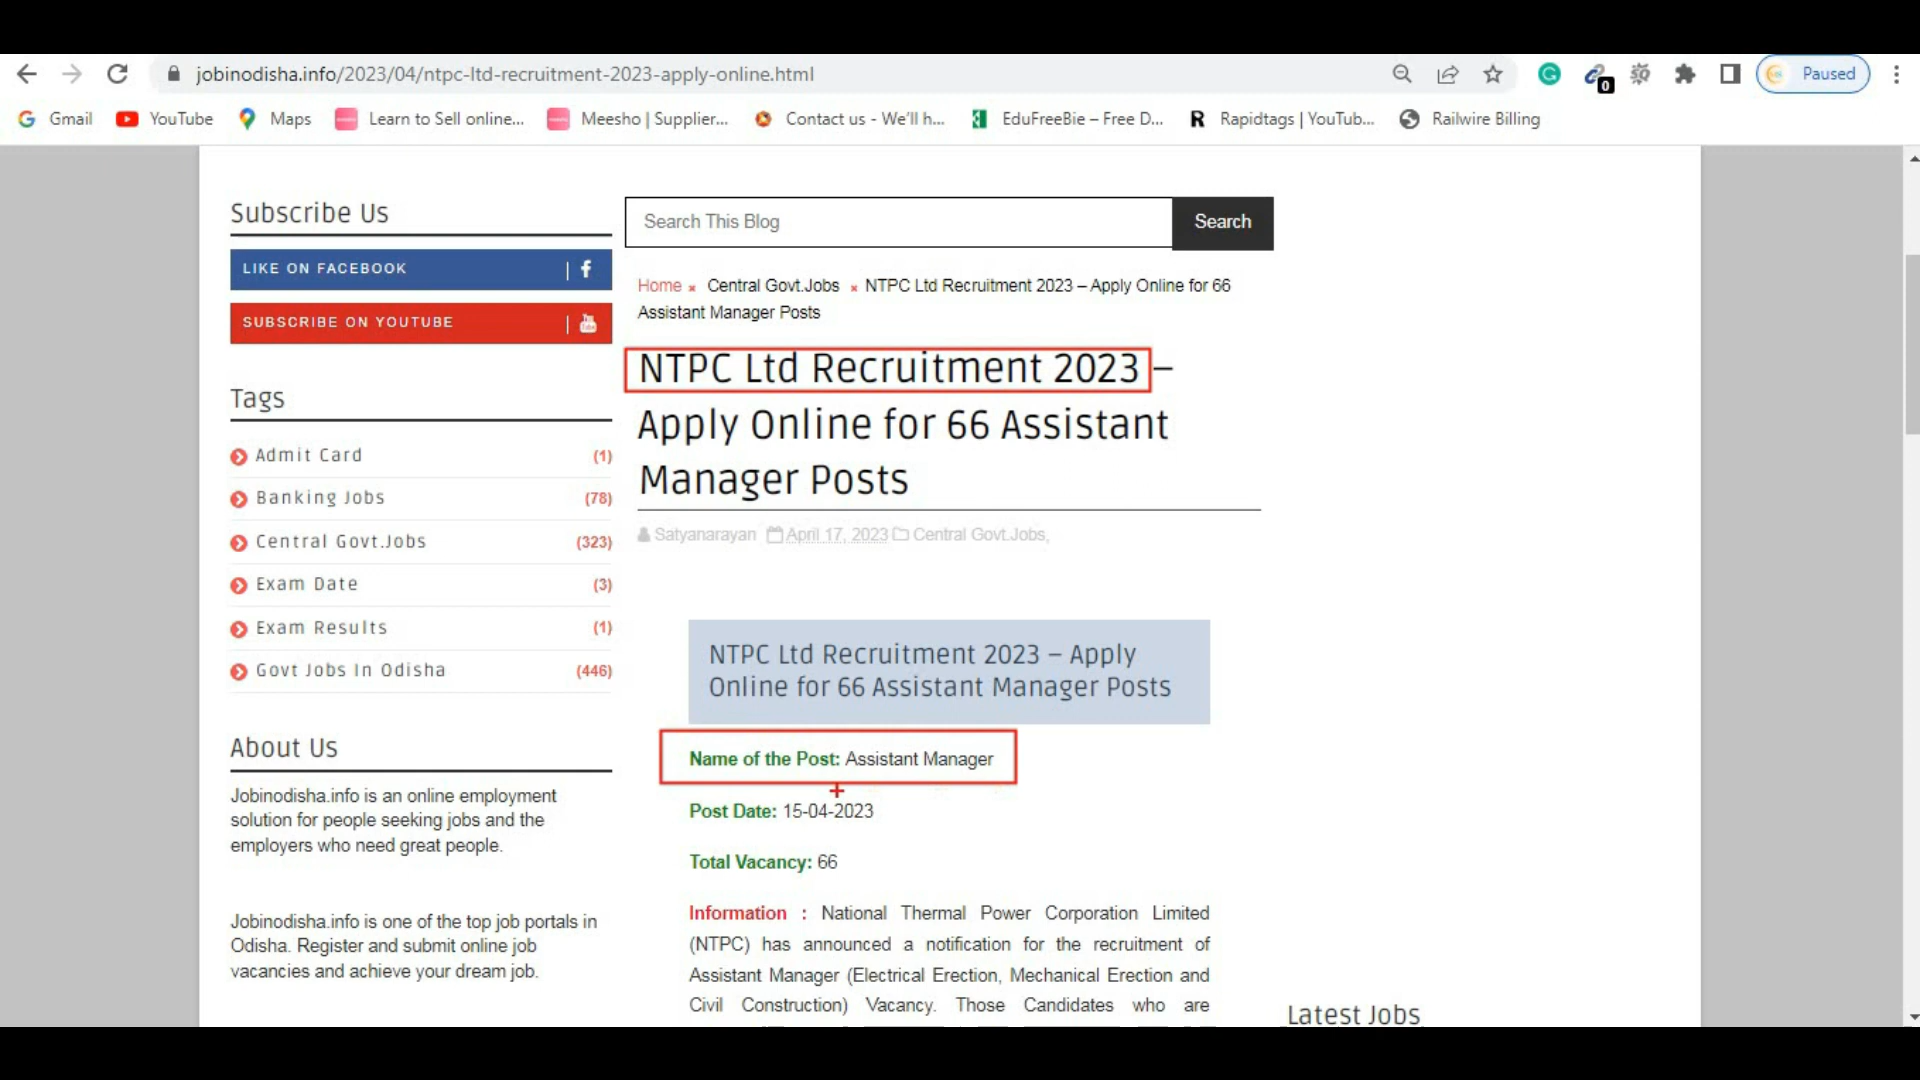 jobinodisha.info/2023/04/ntpc-ltd-recruitment-2023-apply-online.html
0
Paused
Gmail
YouTube
Maps
Learn to Sell online...
Meesho | Supplier...
Contact us - We'll h...
EduFreeBie – Free D...
Rapidtags | YouTub...
Railwire Billing
Subscribe Us
LIKE ON FACEBOOK
SUBSCRIBE ON YOUTUBE
Tags
Admit Card (1)
Banking Jobs (78)
Central Govt.Jobs (323)
Exam Date (3)
Exam Results (1)
Govt Jobs In Odisha (446)
About Us
Jobinodisha.info is an online employment
solution for people seeking jobs and the
employers who need great people.
Jobinodisha.info is one of the top job portals in
Odisha. Register and submit online job
vacancies and achieve your dream job.
Search This Blog
Search
Home × Central Govt.Jobs × NTPC Ltd Recruitment 2023 – Apply Online for 66
Assistant Manager Posts
NTPC Ltd Recruitment 2023 –
Apply Online for 66 Assistant
Manager Posts
Satyanarayan April 17, 2023 Central Govt.Jobs,
NTPC Ltd Recruitment 2023 – Apply
Online for 66 Assistant Manager Posts
Name of the Post: Assistant Manager
Post Date: 15-04-2023
Total Vacancy: 66
Information : National Thermal Power Corporation Limited
(NTPC) has announced a notification for the recruitment of
Assistant Manager (Electrical Erection, Mechanical Erection and
Civil Construction) Vacancy. Those Candidates who are
Latest Jobs